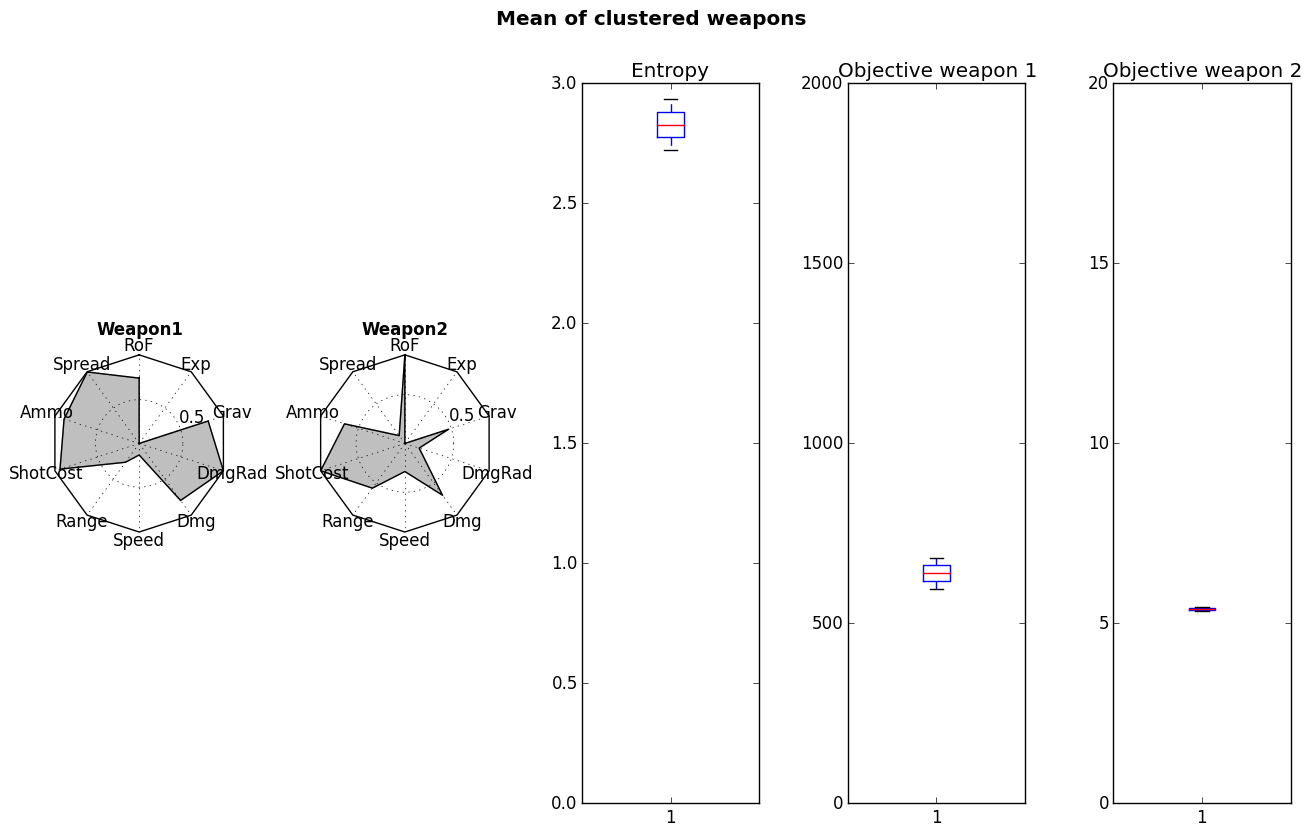 Mean of clustered weapons
Weapon1
RoF
Spread
Exp
Ammo
0.5
Grav
ShotCost
DmgRad
Range
Dmg
Speed
Weapon2
RoF
Spread
Exp
Ammo
0.5
Grav
ShotCost
DmgRad
Range
Dmg
Speed
Entropy
3.0
2.5
2.0
1.5
1.0
0.5
0.0
1
Objective weapon 1
2000
1500
1000
500
0
1
Objective weapon 2
20
15
10
5
0
1